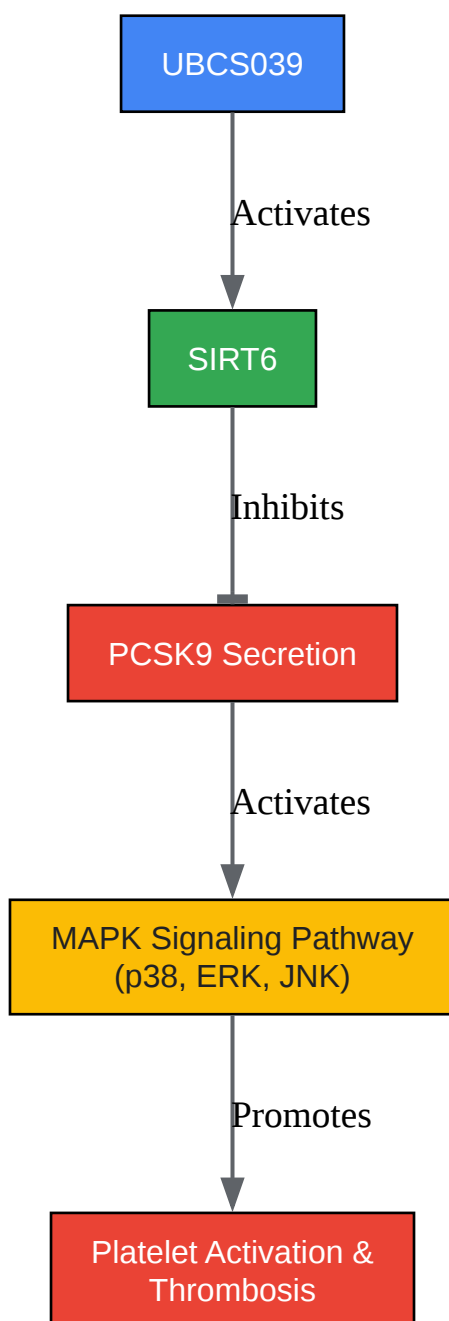 UBCS039
Activates
SIRT6
Inhibits
PCSK9 Secretion
Activates
MAPK Signaling Pathway
(p38, ERK, JNK)
Promotes
Platelet Activation &
Thrombosis